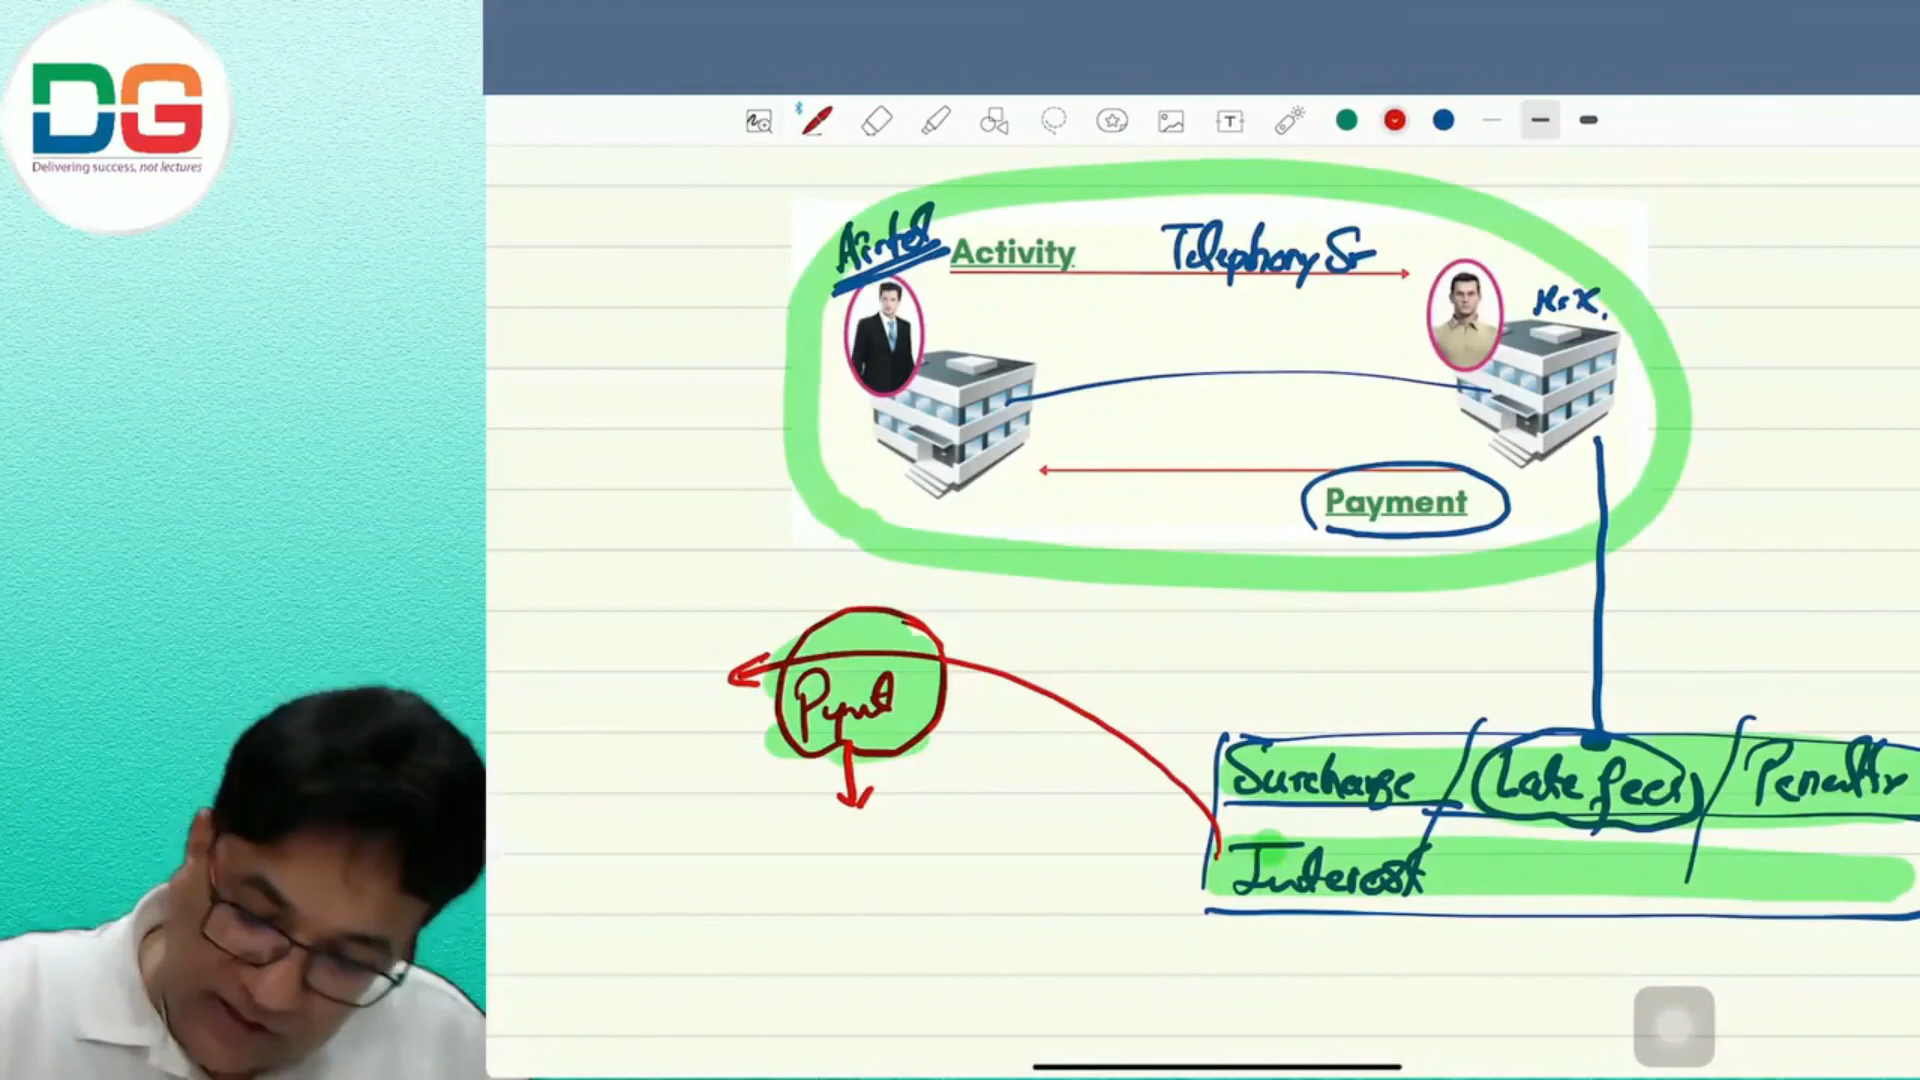 DG
Delivering success, not lectures
T
Airtel
Activity
Telephony Sr
Mr X.
Payment
Pymt
Surcharge / Late fees / Penalty
Interest